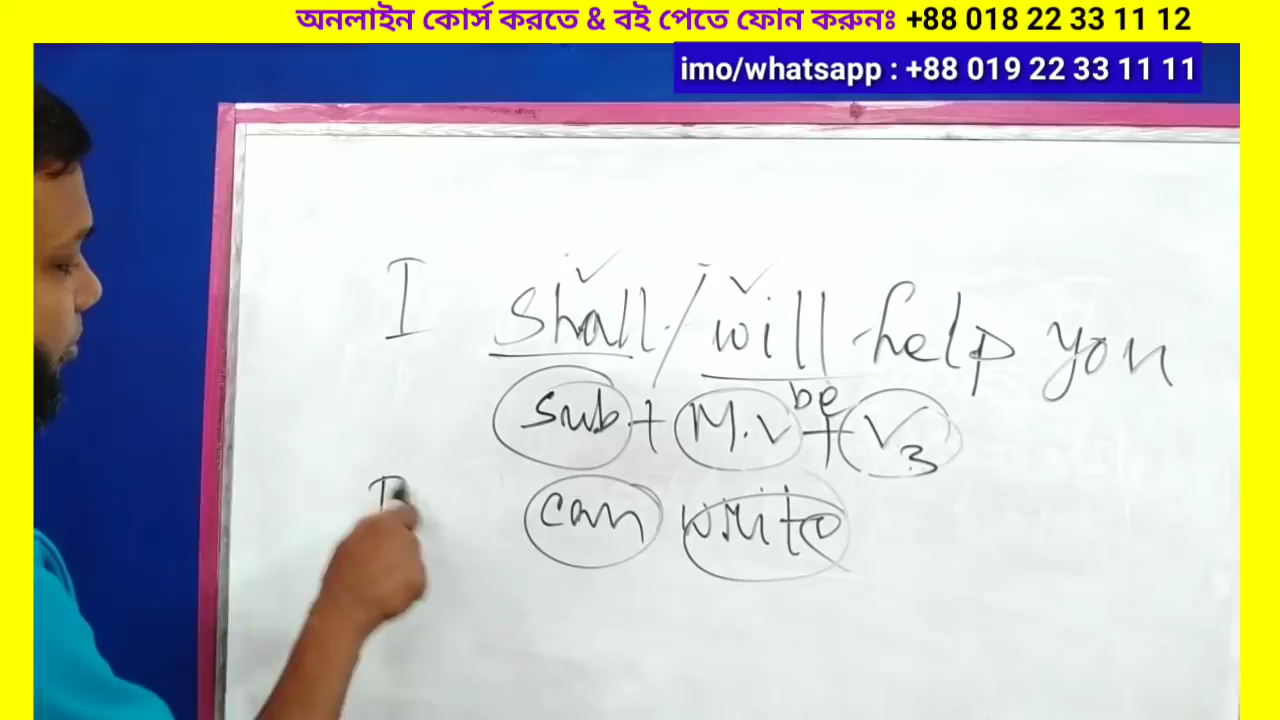 অনলাইন কোর্স করতে & বই পেতে ফোন করুনঃ +88 018 22 33 11 12
imo/whatsapp : +88 019 22 33 11 11
I shall/will help you
be
sub + M.V + V3
can write